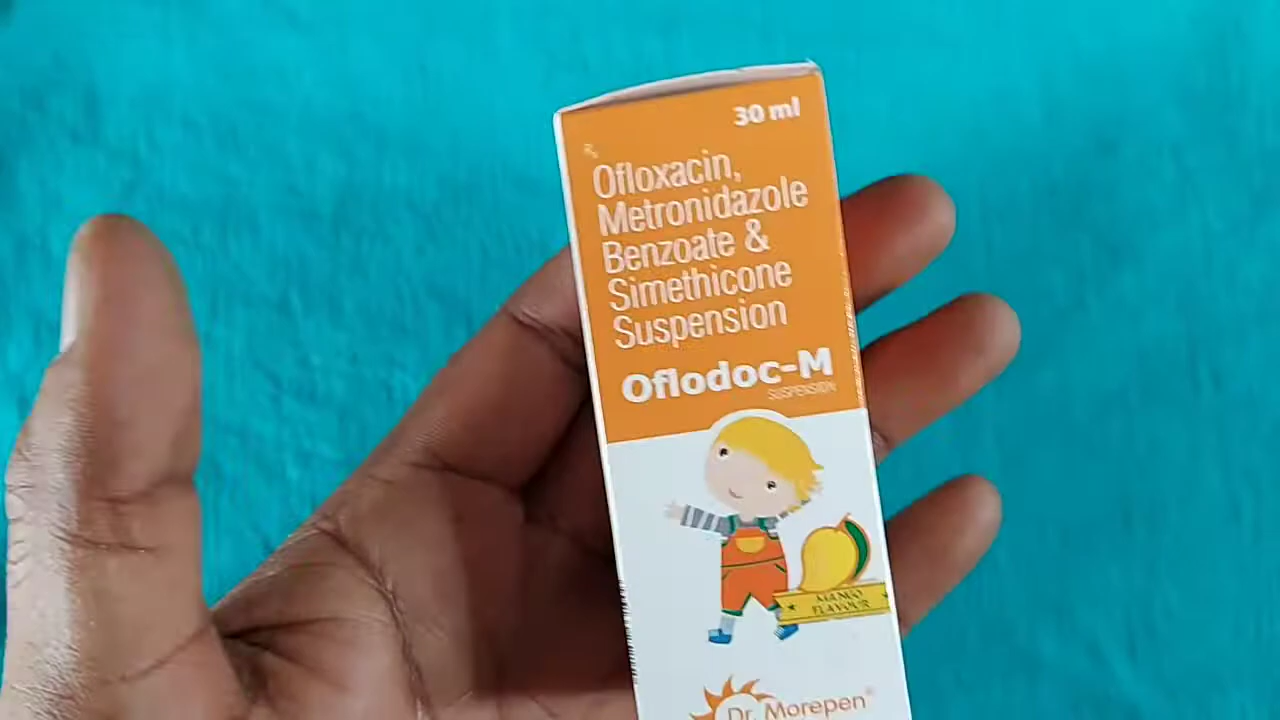 30 ml
Ofloxacin,
Metronidazole
Benzoate &
Simethicone
Suspension
Oflodoc-M
SUSPENSION
MANGO
FLAVOUR
Dr. Morepen®